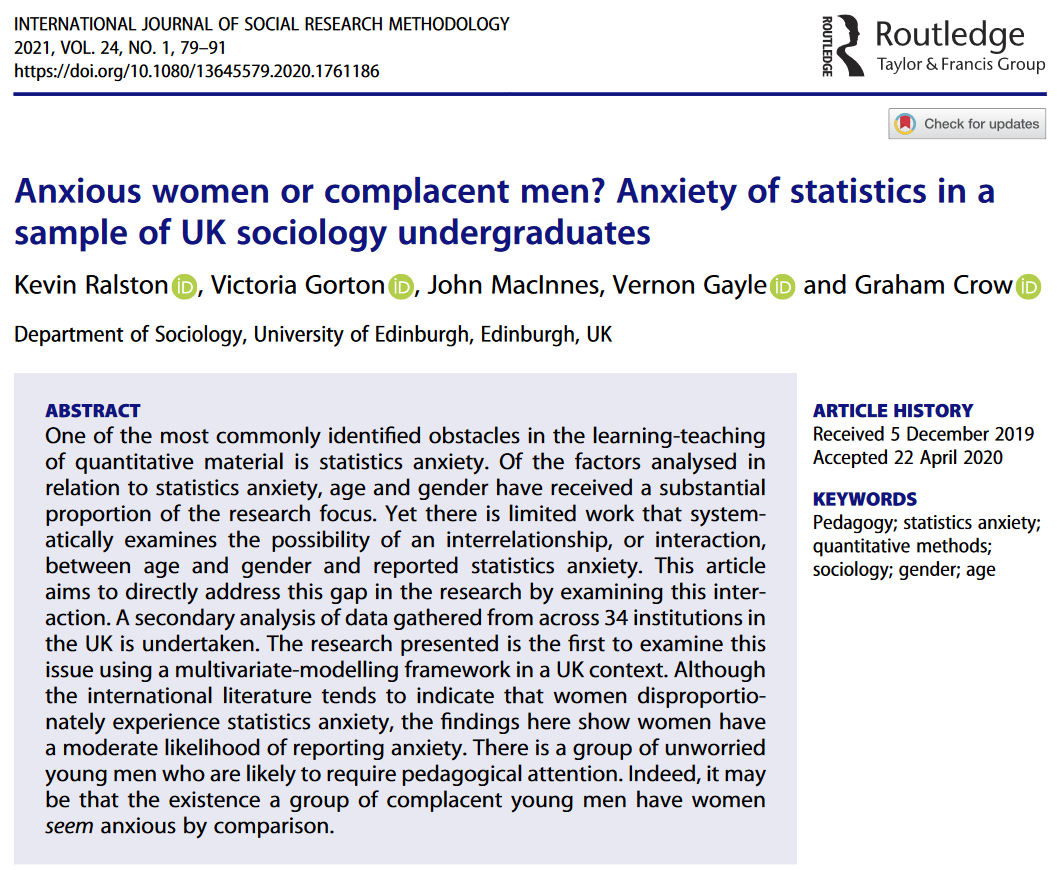 INTERNATIONAL JOURNAL OF SOCIAL RESEARCH METHODOLOGY
2021, VOL. 24, NO. 1, 79–91
https://doi.org/10.1080/13645579.2020.1761186
ROUTLEDGE
Routledge
Taylor & Francis Group
Check for updates
Anxious women or complacent men? Anxiety of statistics in a
sample of UK sociology undergraduates
Kevin Ralston iD, Victoria Gorton iD, John MacInnes, Vernon Gayle iD and Graham Crow iD
Department of Sociology, University of Edinburgh, Edinburgh, UK
ABSTRACT
One of the most commonly identified obstacles in the learning-teaching
of quantitative material is statistics anxiety. Of the factors analysed in
relation to statistics anxiety, age and gender have received a substantial
proportion of the research focus. Yet there is limited work that system-
atically examines the possibility of an interrelationship, or interaction,
between age and gender and reported statistics anxiety. This article
aims to directly address this gap in the research by examining this inter-
action. A secondary analysis of data gathered from across 34 institutions in
the UK is undertaken. The research presented is the first to examine this
issue using a multivariate-modelling framework in a UK context. Although
the international literature tends to indicate that women disproportio-
nately experience statistics anxiety, the findings here show women have
a moderate likelihood of reporting anxiety. There is a group of unworried
young men who are likely to require pedagogical attention. Indeed, it may
be that the existence a group of complacent young men have women
seem anxious by comparison.
ARTICLE HISTORY
Received 5 December 2019
Accepted 22 April 2020
KEYWORDS
Pedagogy; statistics anxiety;
quantitative methods;
sociology; gender; age